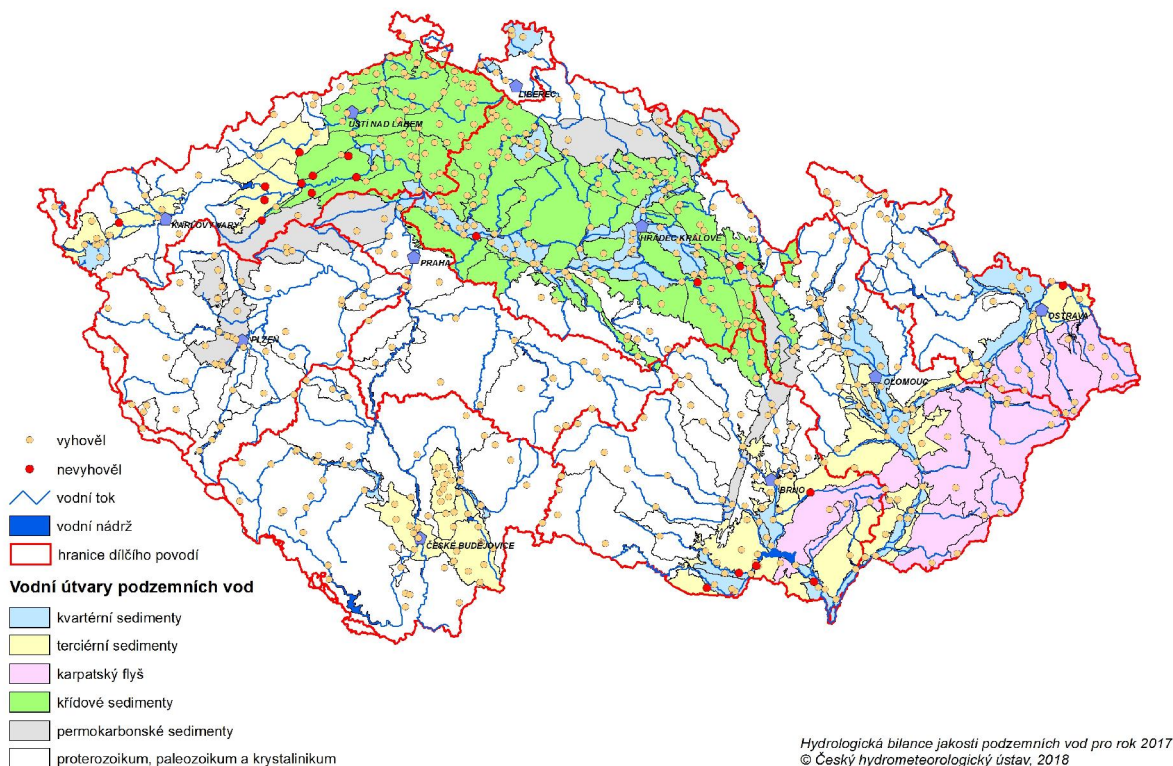 LIBEREC
ÚSTÍ NAD LABEM
KARLOVY VARY
HRADEC KRÁLOVÉ
PRAHA
OSTRAVA
PLZEŇ
OLOMOUC
BRNO
ČESKÉ BUDĚJOVICE
vyhověl
nevyhověl
vodní tok
vodní nádrž
hranice dílčího povodí
Vodní útvary podzemních vod
kvartérní sedimenty
terciérní sedimenty
karpatský flyš
křídové sedimenty
permokarbonské sedimenty
proterozoikum, paleozoikum a krystalinikum
Hydrologická bilance jakosti podzemních vod pro rok 2017
© Český hydrometeorologický ústav, 2018